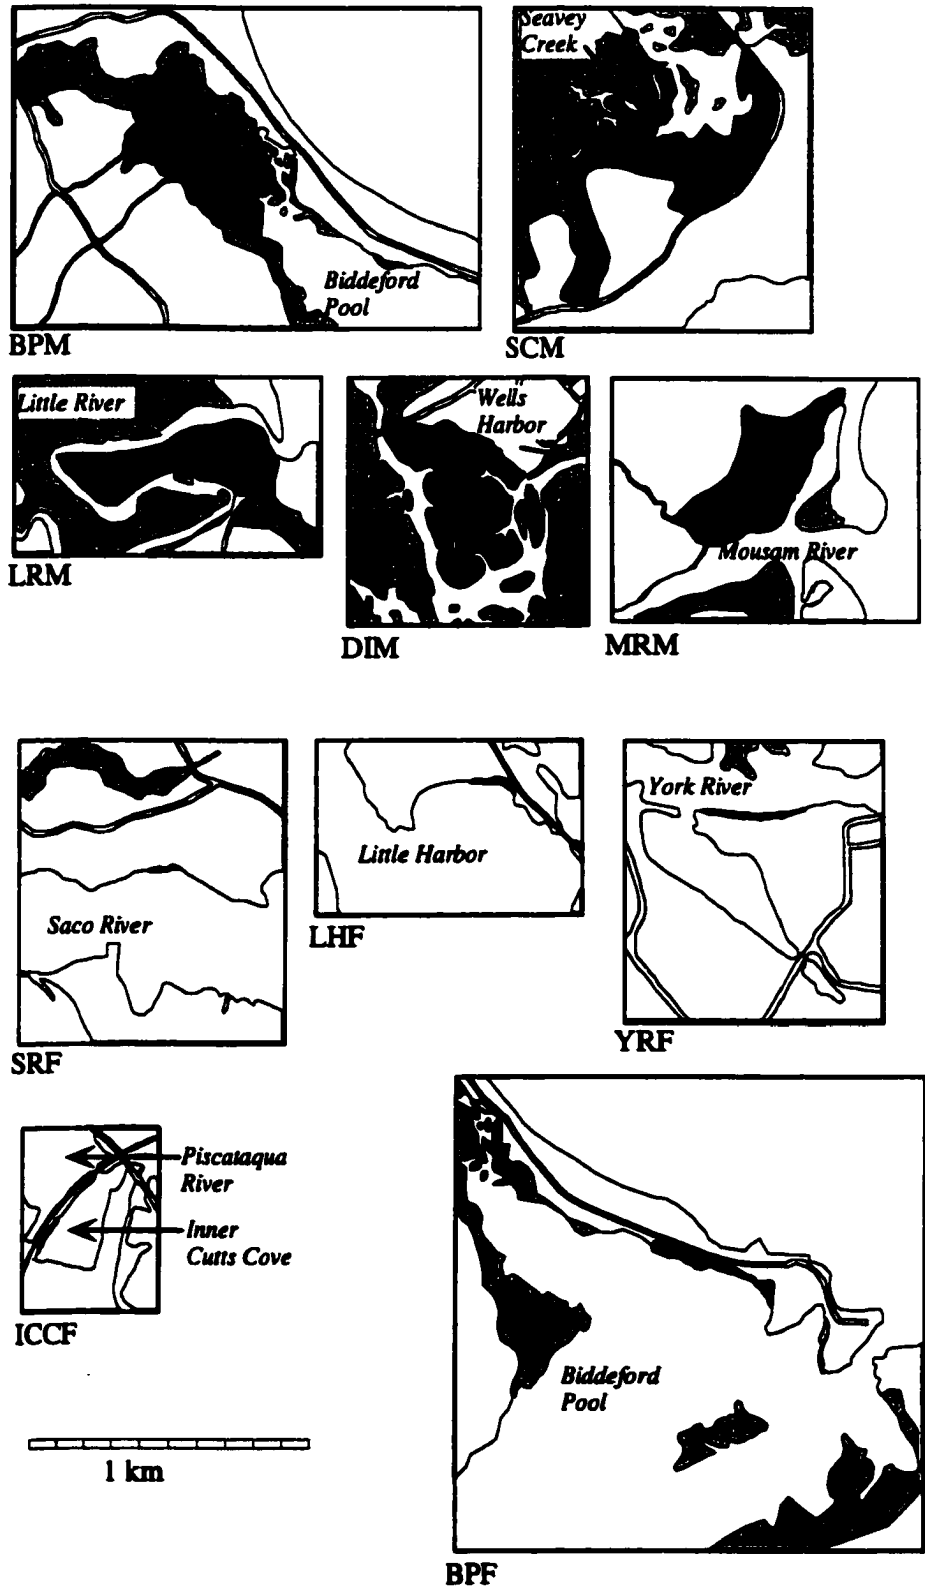 Seavey
Creek
Biddeford
Pool
BPM
SCM
Little River
Wells
Harbor
Mousam River
LRM
DIM
MRM
York River
Little Harbor
Saco River
LHF
SRF
YRF
Piscataqua
River
Inner
Cutts Cove
ICCF
Biddeford
Pool
1 km
BPF